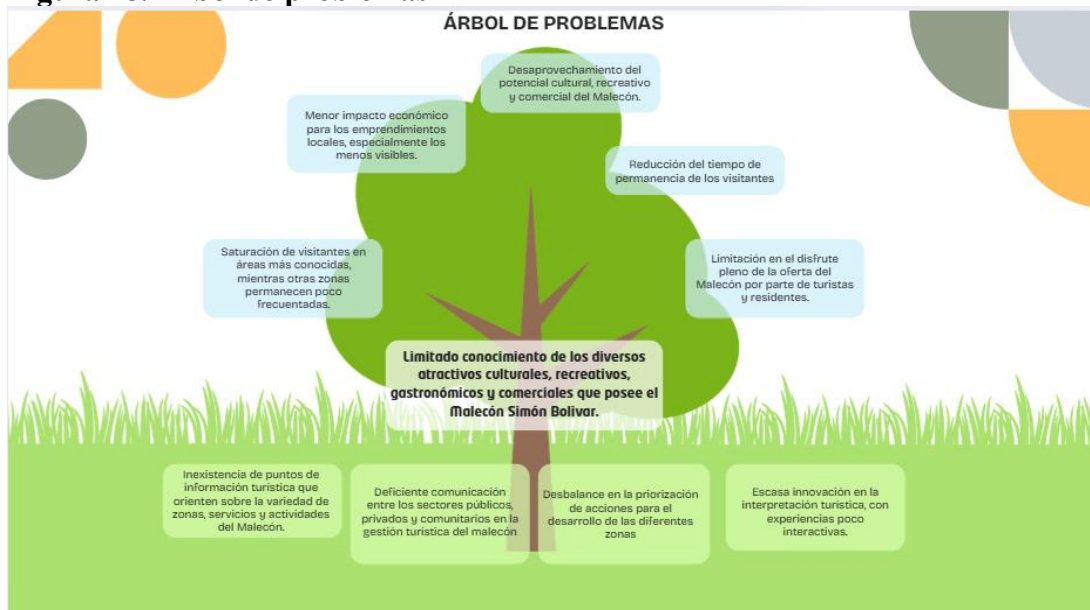 ÁRBOL DE PROBLEMAS
Desaprovechamiento del
potencial cultural, recreativo
y comercial del Malecón.
Menor impacto económico
para los emprendimientos
locales, especialmente los
menos visibles.
Reducción del tiempo de
permanencia de los visitantes
Saturación de visitantes en
áreas más conocidas,
mientras otras zonas
permanecen poco
frecuentadas.
Limitación en el disfrute
pleno de la oferta del
Malecón por parte de turistas
y residentes.
Limitado conocimiento de los diversos
atractivos culturales, recreativos,
gastronómicos y comerciales que posee el
Malecón Simón Bolívar.
Inexistencia de puntos de
información turística que
orienten sobre la variedad de
zonas, servicios y actividades
del Malecón.
Deficiente comunicación
entre los sectores públicos,
privados y comunitarios en la
gestión turística del malecón
Desbalance en la priorización
de acciones para el
desarrollo de las diferentes
zonas
Escasa innovación en la
interpretación turística, con
experiencias poco
interactivas.